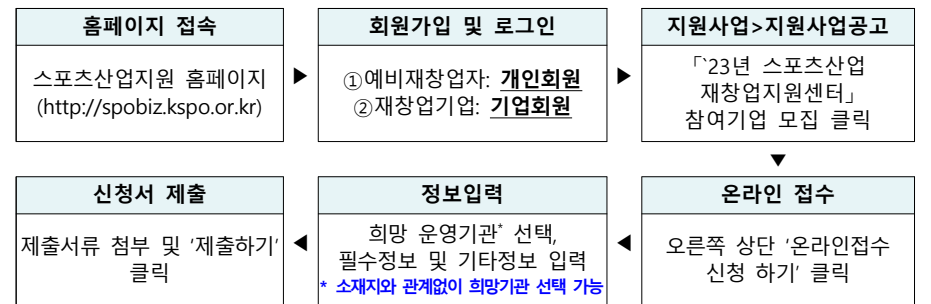 홈페이지 접속
스포츠산업지원 홈페이지
(http://spobiz.kspo.or.kr)
▶
회원가입 및 로그인
①예비재창업자: 개인회원
②재창업기업: 기업회원
▶
지원사업>지원사업공고
「`23년 스포츠산업
재창업지원센터」
참여기업 모집 클릭
▼
온라인 접수
오른쪽 상단 '온라인접수
신청 하기' 클릭
◀
정보입력
희망 운영기관* 선택,
필수정보 및 기타정보 입력
* 소재지와 관계없이 희망기관 선택 가능
◀
신청서 제출
제출서류 첨부 및 '제출하기'
클릭